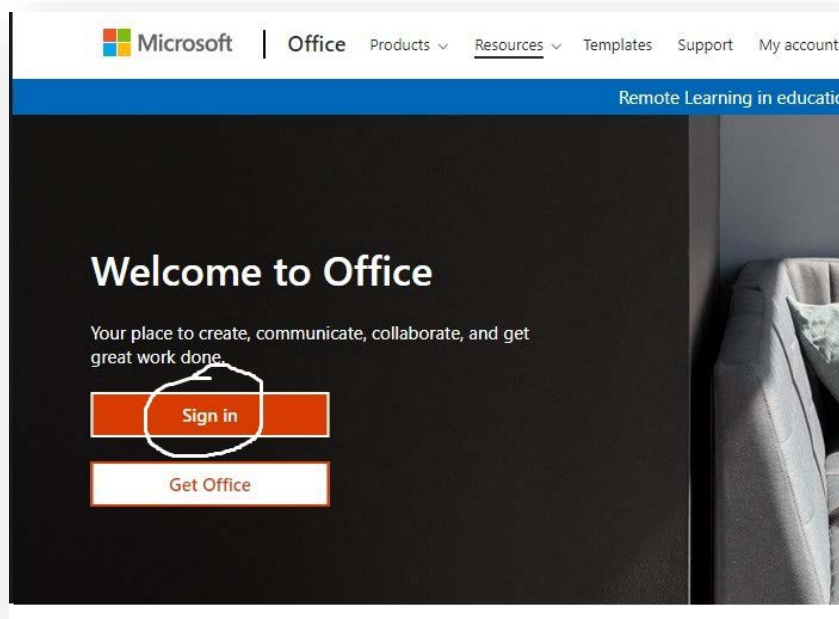 Microsoft | Office Products Resources Templates Support My account
Remote Learning in
Welcome to Office
Your place to create, communicate, collaborate, and get
great work done.
Sign in
Get Office